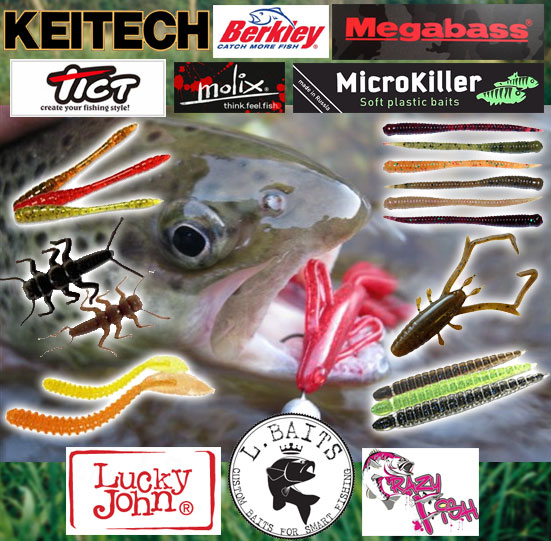 KEITECH
Berkley®
CATCH MORE FISH®
Megabass®
TICT
create your fishing style!
molix®
think.feel.fish
made in Russia
MicroKiller
Soft plastic baits
Lucky
John®
L.BAITS
CUSTOM BAITS FOR SMART FISHING
CRAZY
FISH